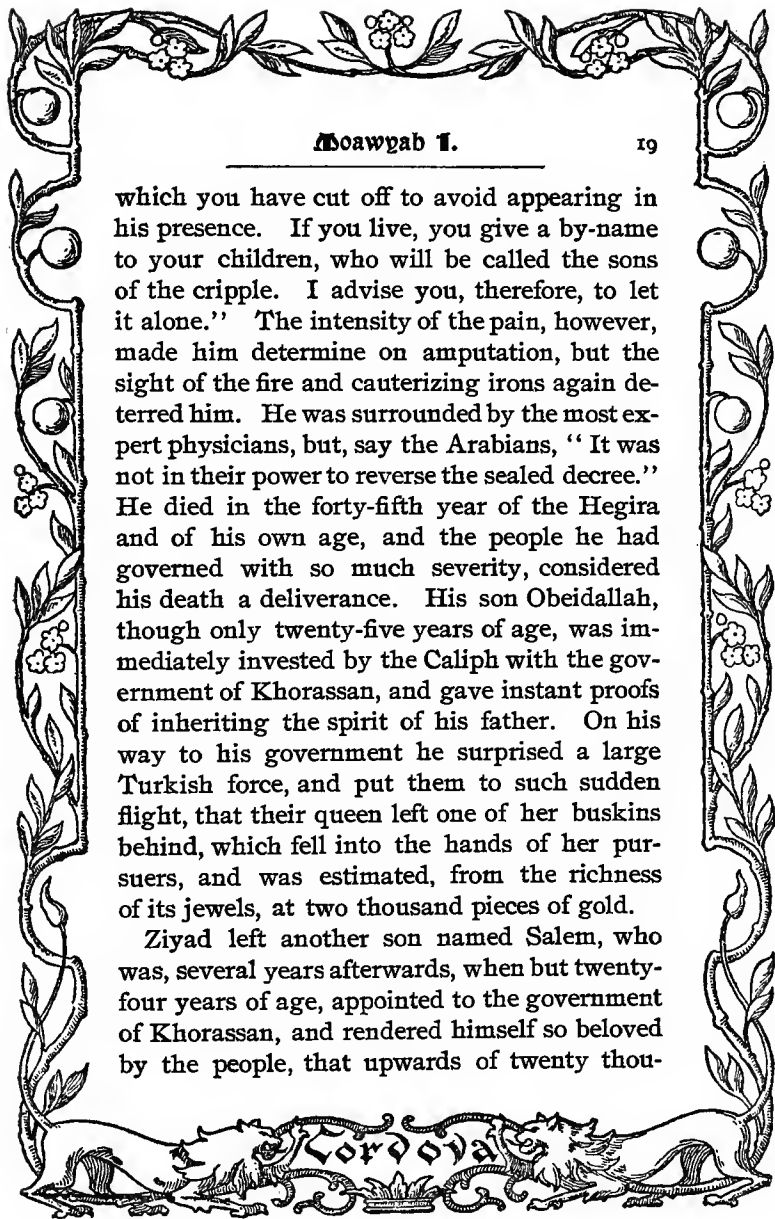 Moawyah I. 19
which you have cut off to avoid appearing in
his presence. If you live, you give a by-name
to your children, who will be called the sons
of the cripple. I advise you, therefore, to let
it alone.’’ The intensity of the pain, however,
made him determine on amputation, but the
sight of the fire and cauterizing irons again de-
terred him. He was surrounded by the most ex-
pert physicians, but, say the Arabians, ‘‘ It was
not in their power to reverse the sealed decree.’’
He died in the forty-fifth year of the Hegira
and of his own age, and the people he had
governed with so much severity, considered
his death a deliverance. His son Obeidallah,
though only twenty-five years of age, was im-
mediately invested by the Caliph with the gov-
ernment of Khorassan, and gave instant proofs
of inheriting the spirit of his father. On his
way to his government he surprised a large
Turkish force, and put them to such sudden
flight, that their queen left one of her buskins
behind, which fell into the hands of her pur-
suers, and was estimated, from the richness
of its jewels, at two thousand pieces of gold.
Ziyad left another son named Salem, who
was, several years afterwards, when but twenty-
four years of age, appointed to the government
of Khorassan, and rendered himself so beloved
by the people, that upwards of twenty thou-
Cordova